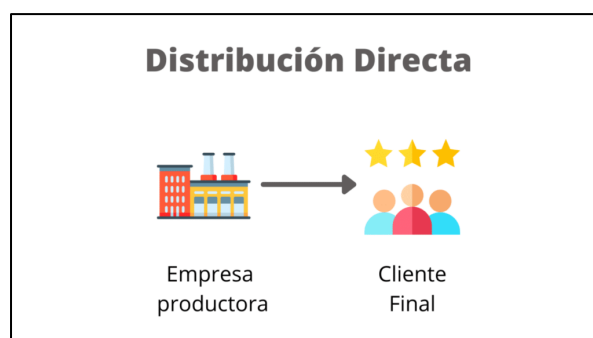 Distribución Directa
Empresa
productora
Cliente
Final